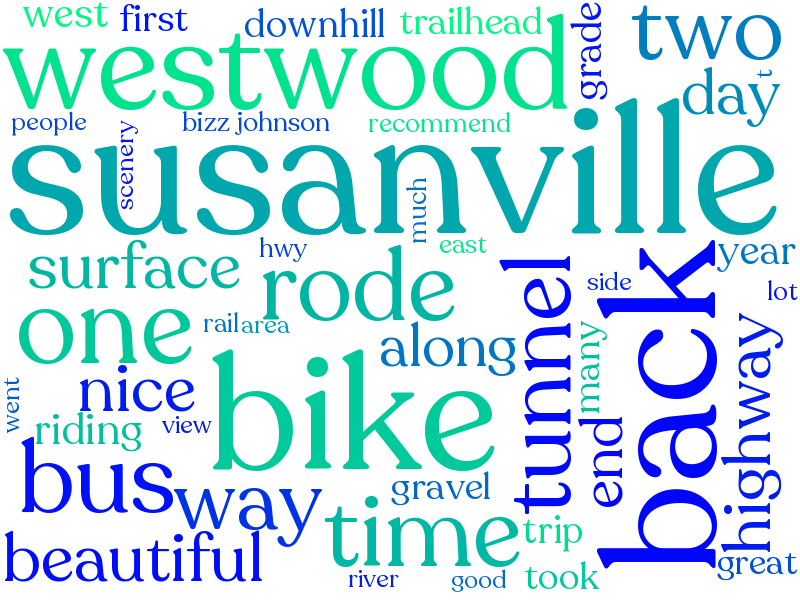 west
first
downhill
trailhead
grade
two
westwood
day
t
people
scenery
bizz johnson
recommend
susanville
much
surface
hwy
east
year
rode
tunnel
side
back
lot
one
rail
area
along
many
highway
went
nice
bike
riding
view
end
bus
way
gravel
time
trip
beautiful
river
good
took
great